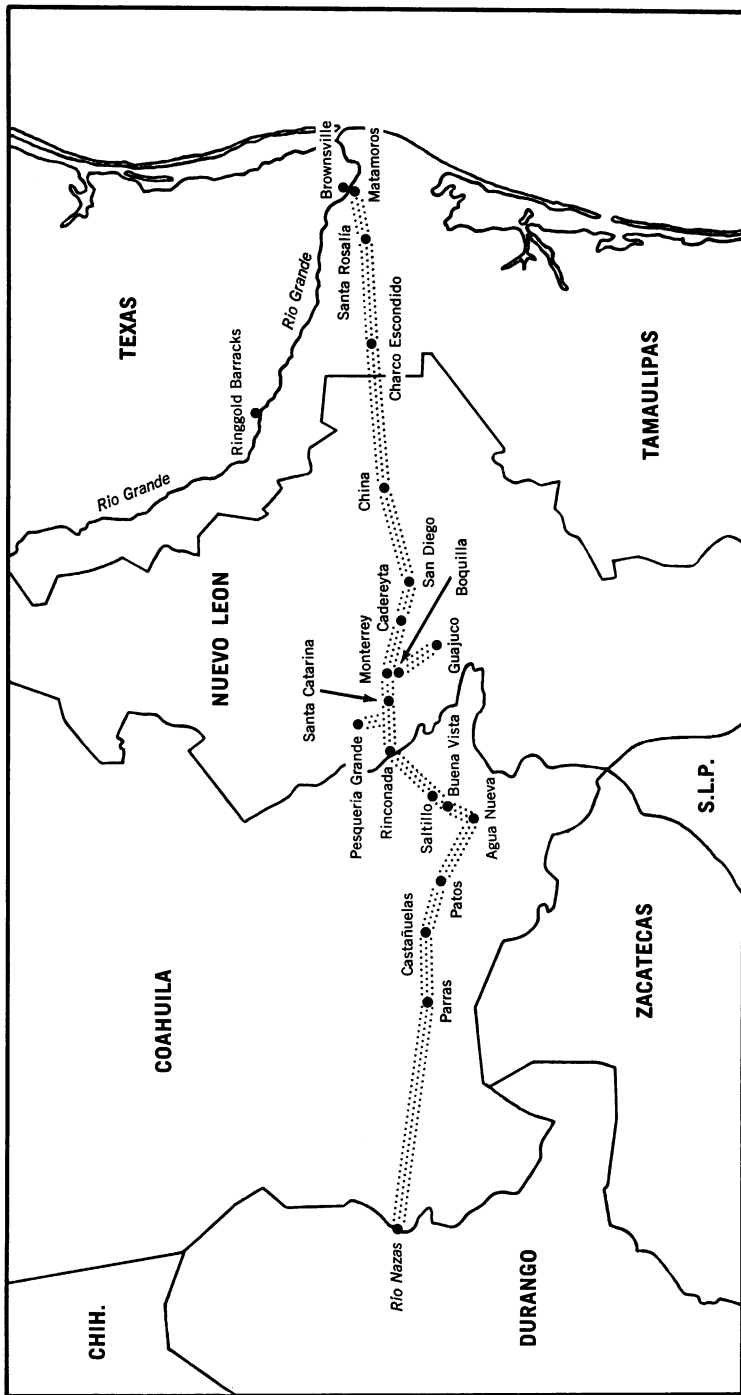 CHIH.
COAHUILA
NUEVO LEON
TEXAS
Rio Grande
Ringgold Barracks
Rio Grande
Brownsville
Matamoros
Santa Rosalía
Charco Escondido
China
San Diego
Cadereyta
Boquilla
Monterrey
Guajuco
Santa Catarina
Pesquería Grande
Rinconada
Saltillo
Buena Vista
Agua Nueva
Patos
Castañuelas
Parras
Río Nazas
DURANGO
ZACATECAS
S.L.P.
TAMAULIPAS